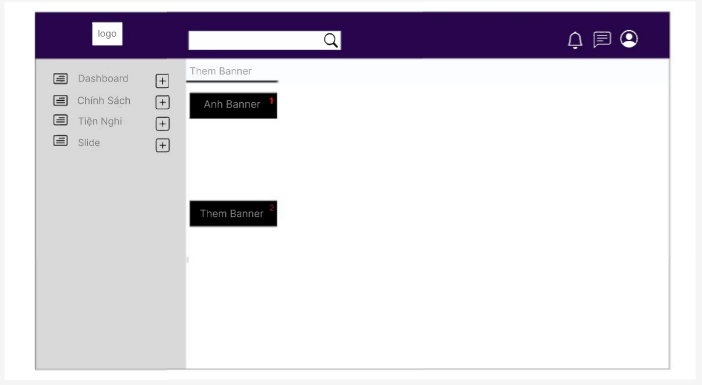 logo
Them Banner
Dashboard
Chính Sách
Tiện Nghi
Slide
Anh Banner 1
Them Banner 2